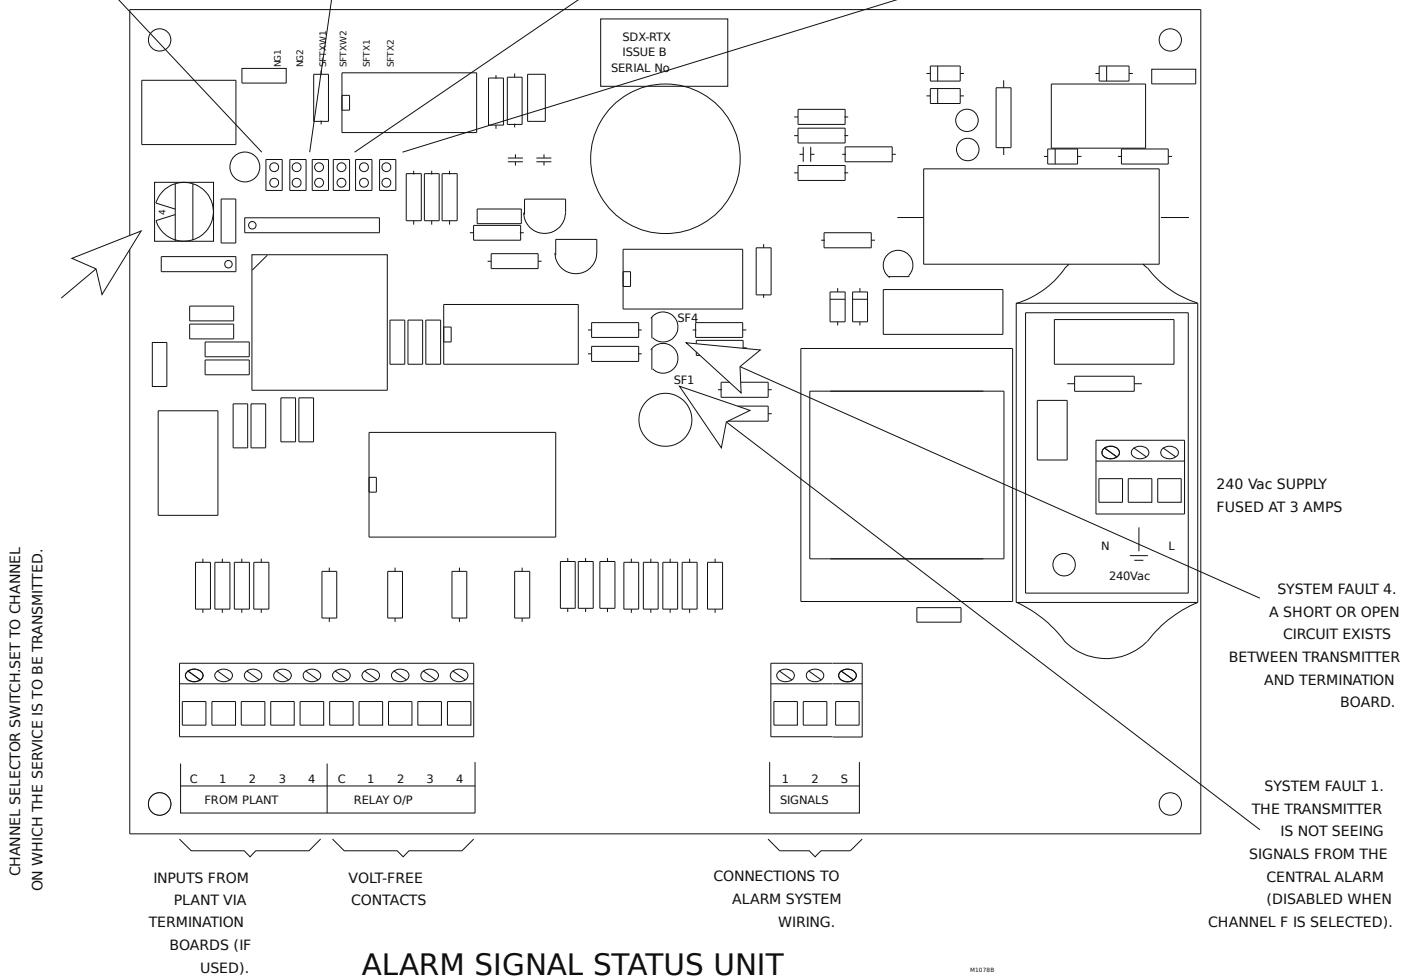 NG1
NG2
SFTXW1
SFTXW2
SFTX1
SFTX2
SDX-RTX
ISSUE B
SERIAL No
4
SF4
SF1
240 Vac SUPPLY
FUSED AT 3 AMPS
N L
240Vac
SYSTEM FAULT 4.
A SHORT OR OPEN
CIRCUIT EXISTS
BETWEEN TRANSMITTER
AND TERMINATION
BOARD.
CHANNEL SELECTOR SWITCH.SET TO CHANNEL
ON WHICH THE SERVICE IS TO BE TRANSMITTED.
C 1 2 3 4 C 1 2 3 4
FROM PLANT RELAY O/P
1 2 S
SIGNALS
SYSTEM FAULT 1.
THE TRANSMITTER
IS NOT SEEING
SIGNALS FROM THE
CENTRAL ALARM
(DISABLED WHEN
CHANNEL F IS SELECTED).
INPUTS FROM
PLANT VIA
TERMINATION
BOARDS (IF
USED).
VOLT-FREE
CONTACTS
CONNECTIONS TO
ALARM SYSTEM
WIRING.
ALARM SIGNAL STATUS UNIT
M1078B